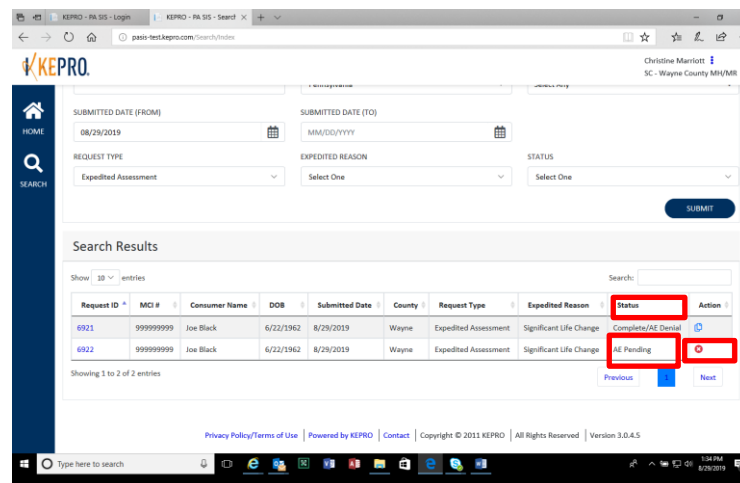 KEPRO - PA SIS - Login
KEPRO - PA SIS - Search
pasis-test.kepro.com/Search/Index
KEPRO.
Christine Marriott
SC - Wayne County MH/MR
HOME
SEARCH
Pennsylvania
Select Any
SUBMITTED DATE (FROM)
SUBMITTED DATE (TO)
08/29/2019
MM/DD/YYYY
REQUEST TYPE
EXPEDITED REASON
STATUS
Expedited Assessment
Select One
Select One
SUBMIT
Search Results
Show 10 entries
Search:
Request ID MCI # Consumer Name DOB Submitted Date County Request Type Expedited Reason Status Action
6921 999999999 Joe Black 6/22/1962 8/29/2019 Wayne Expedited Assessment Significant Life Change Complete/AE Denial
6922 999999999 Joe Black 6/22/1962 8/29/2019 Wayne Expedited Assessment Significant Life Change AE Pending
Showing 1 to 2 of 2 entries
Previous 1 Next
Privacy Policy/Terms of Use | Powered by KEPRO | Contact | Copyright © 2011 KEPRO | All Rights Reserved | Version 3.0.4.5
Type here to search
1:34 PM
8/29/2019